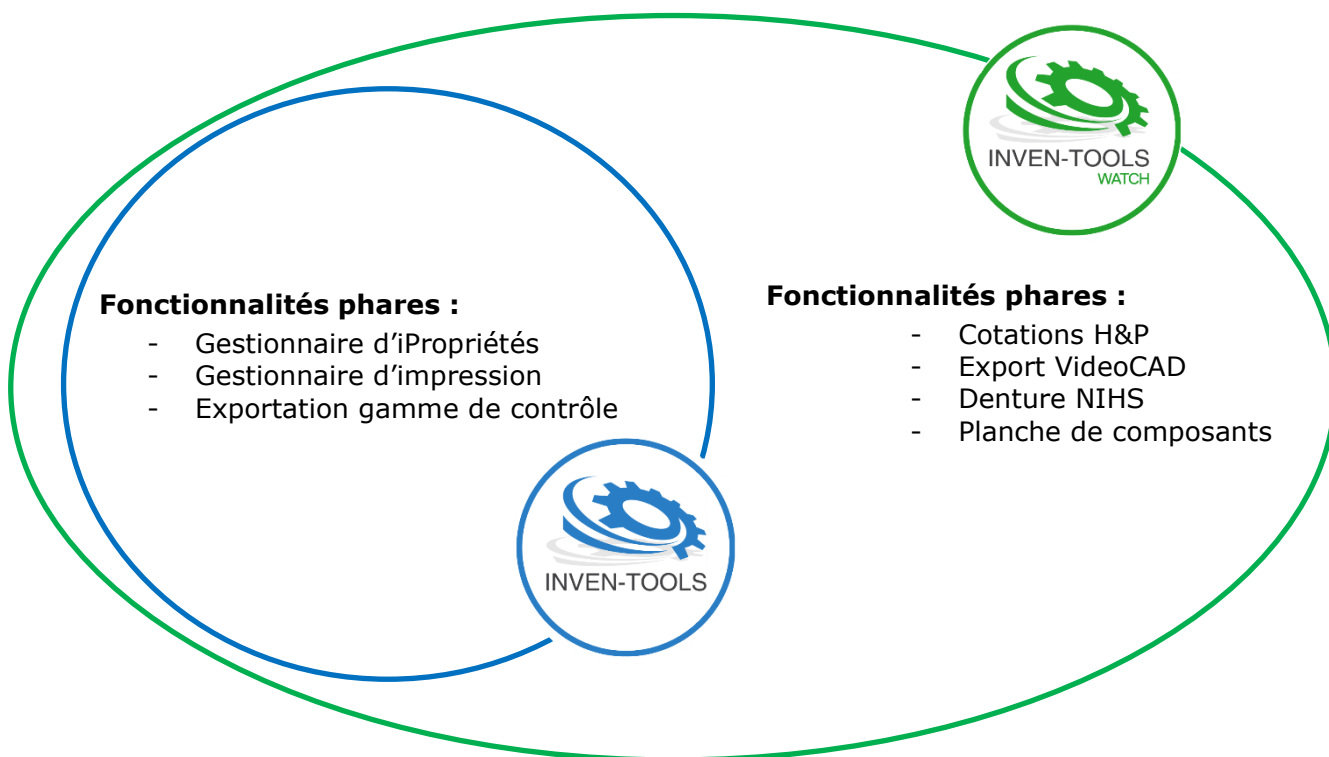 INVEN-TOOLS
WATCH
Fonctionnalités phares :
- Gestionnaire d'iPropriétés
- Gestionnaire d'impression
- Exportation gamme de contrôle
INVEN-TOOLS
Fonctionnalités phares :
- Cotations H&P
- Export VideoCAD
- Denture NIHS
- Planche de composants